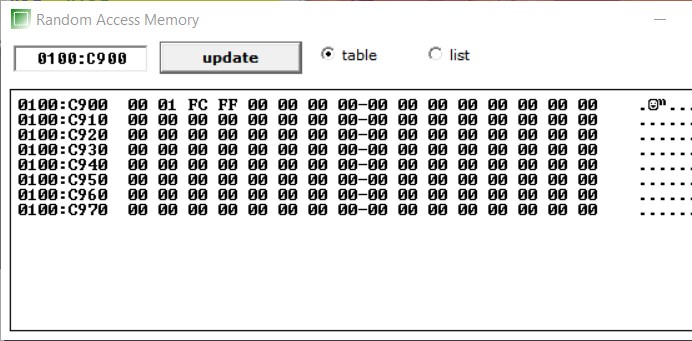 Random Access Memory
0100:C900 update table list
0100:C900 00 01 FC FF 00 00 00 00-00 00 00 00 00 00 00 00 .☺ⁿ...
0100:C910 00 00 00 00 00 00 00 00-00 00 00 00 00 00 00 00 ......
0100:C920 00 00 00 00 00 00 00 00-00 00 00 00 00 00 00 00 ......
0100:C930 00 00 00 00 00 00 00 00-00 00 00 00 00 00 00 00 ......
0100:C940 00 00 00 00 00 00 00 00-00 00 00 00 00 00 00 00 ......
0100:C950 00 00 00 00 00 00 00 00-00 00 00 00 00 00 00 00 ......
0100:C960 00 00 00 00 00 00 00 00-00 00 00 00 00 00 00 00 ......
0100:C970 00 00 00 00 00 00 00 00-00 00 00 00 00 00 00 00 ......